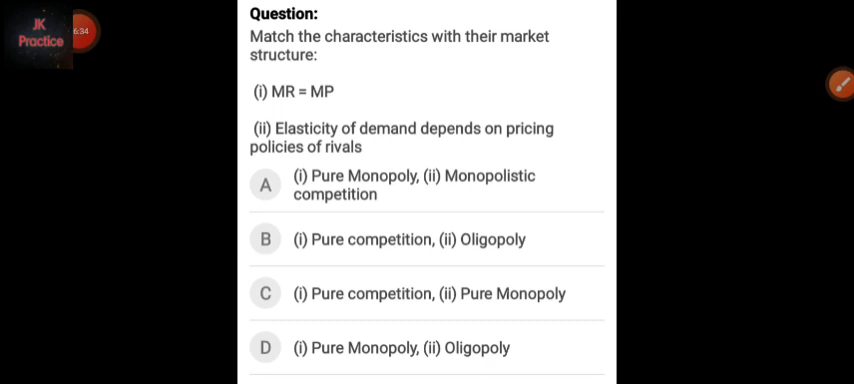 JK
Practice
6:34
Question:
Match the characteristics with their market
structure:
(i) MR = MP
(ii) Elasticity of demand depends on pricing
policies of rivals
A (i) Pure Monopoly, (ii) Monopolistic
competition
B (i) Pure competition, (ii) Oligopoly
C (i) Pure competition, (ii) Pure Monopoly
D (i) Pure Monopoly, (ii) Oligopoly